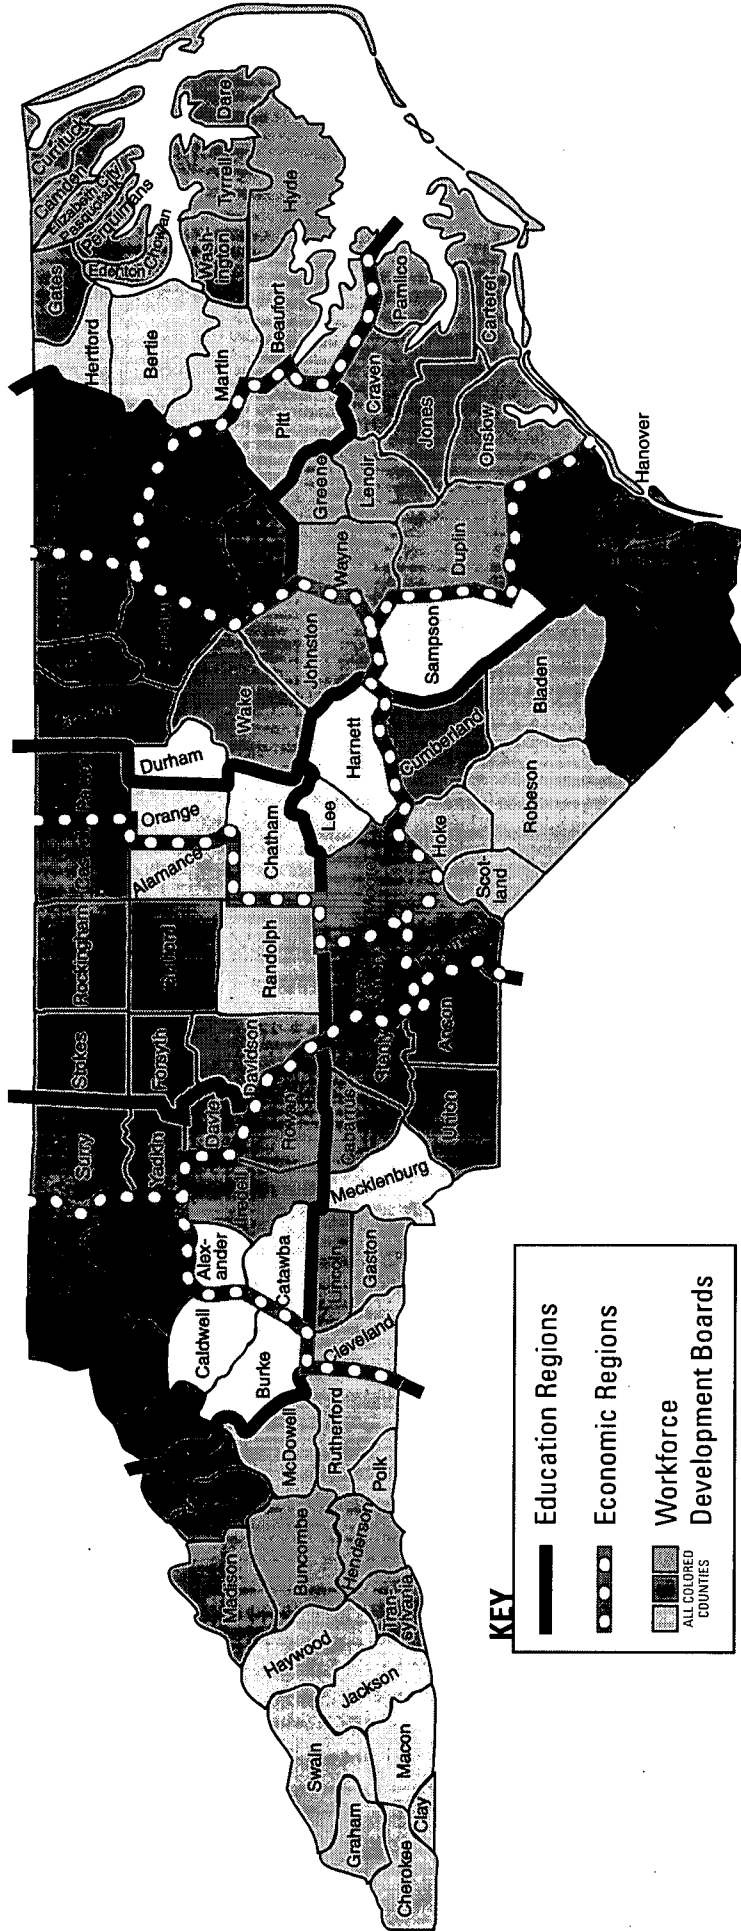 Currituck
Camden
Elizabeth City/
Pasquotank
Perquimans
Chowan
Edenton
Gates
Hertford
Bertie
Martin
Wash-
ington
Tyrrell
Dare
Hyde
Beaufort
Pitt
Pamlico
Craven
Carteret
Jones
Onslow
Greene
Lenoir
Wayne
Duplin
Hanover
Johnston
Sampson
Wake
Durham
Harnett
Cumberland
Bladen
Orange
Chatham
Lee
Hoke
Robeson
Scot-
land
Alamance
Rockingham
Guilford
Randolph
Stokes
Forsyth
Davidson
Stanly
Anson
Surry
Yadkin
Davie
Rowan
Cabarrus
Union
Iredell
Mecklenburg
Alex-
ander
Catawba
Lincoln
Gaston
Caldwell
Burke
Cleveland
McDowell
Rutherford
Polk
Madison
Buncombe
Henderson
Tran-
sylvania
Haywood
Jackson
Swain
Macon
Graham
Clay
Cherokee
KEY
Education Regions
Economic Regions
Workforce
Development Boards
ALL COLORED
COUNTIES